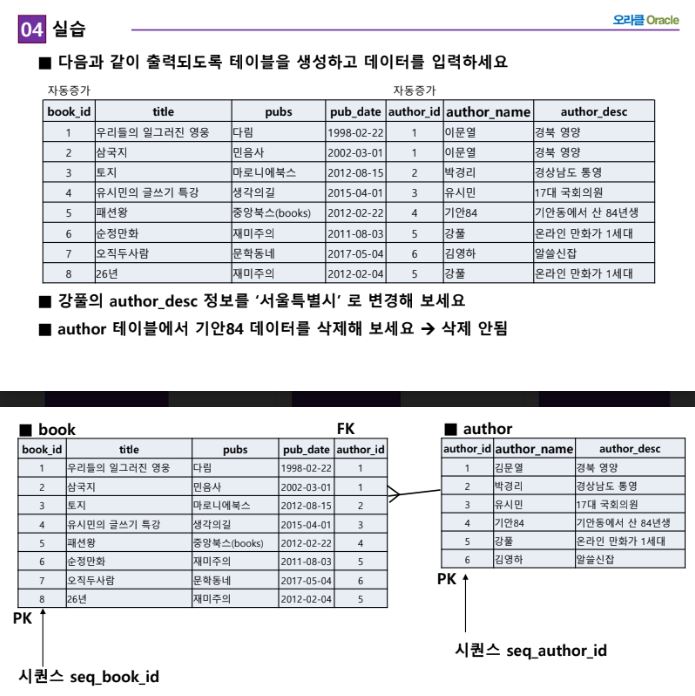 04 실습
오라클 Oracle
■ 다음과 같이 출력되도록 테이블을 생성하고 데이터를 입력하세요
자동증가 자동증가
book_id title pubs pub_date author_id author_name author_desc
1 우리들의 일그러진 영웅 다림 1998-02-22 1 이문열 경북 영양
2 삼국지 민음사 2002-03-01 1 이문열 경북 영양
3 토지 마로니에북스 2012-08-15 2 박경리 경상남도 통영
4 유시민의 글쓰기 특강 생각의길 2015-04-01 3 유시민 17대 국회의원
5 패션왕 중앙북스(books) 2012-02-22 4 기안84 기안동에서 산 84년생
6 순정만화 재미주의 2011-08-03 5 강풀 온라인 만화가 1세대
7 오직두사람 문학동네 2017-05-04 6 김영하 알쓸신잡
8 26년 재미주의 2012-02-04 5 강풀 온라인 만화가 1세대
■ 강풀의 author_desc 정보를 ‘서울특별시’ 로 변경해 보세요
■ author 테이블에서 기안84 데이터를 삭제해 보세요 → 삭제 안됨
■ book FK
book_id title pubs pub_date author_id
1 우리들의 일그러진 영웅 다림 1998-02-22 1
2 삼국지 민음사 2002-03-01 1
3 토지 마로니에북스 2012-08-15 2
4 유시민의 글쓰기 특강 생각의길 2015-04-01 3
5 패션왕 중앙북스(books) 2012-02-22 4
6 순정만화 재미주의 2011-08-03 5
7 오직두사람 문학동네 2017-05-04 6
8 26년 재미주의 2012-02-04 5
PK
시퀀스 seq_book_id
■ author
author_id author_name author_desc
1 김문열 경북 영양
2 박경리 경상남도 통영
3 유시민 17대 국회의원
4 기안84 기안동에서 산 84년생
5 강풀 온라인 만화가 1세대
6 김영하 알쓸신잡
PK
시퀀스 seq_author_id